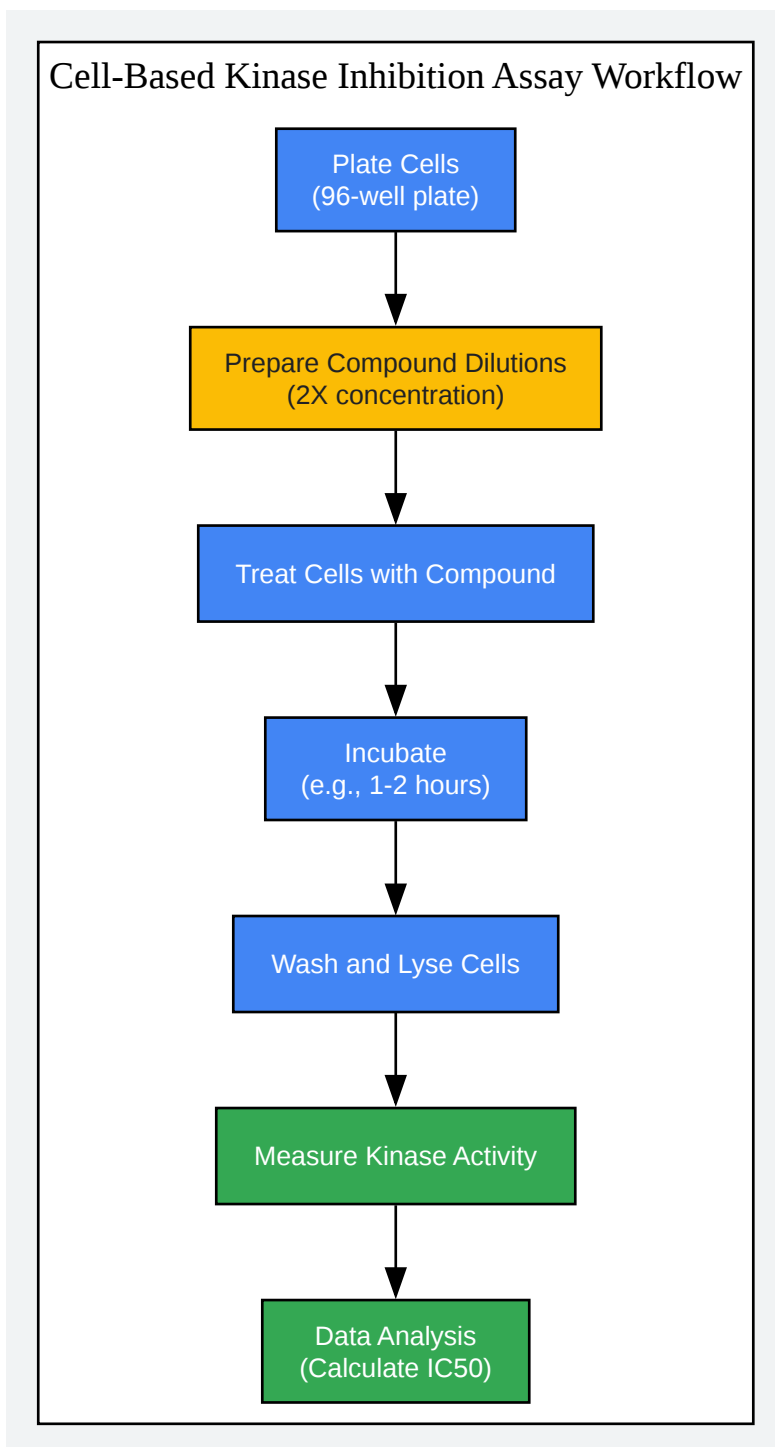 Cell-Based Kinase Inhibition Assay Workflow
Plate Cells
(96-well plate)
Prepare Compound Dilutions
(2X concentration)
Treat Cells with Compound
Incubate
(e.g., 1-2 hours)
Wash and Lyse Cells
Measure Kinase Activity
Data Analysis
(Calculate IC50)